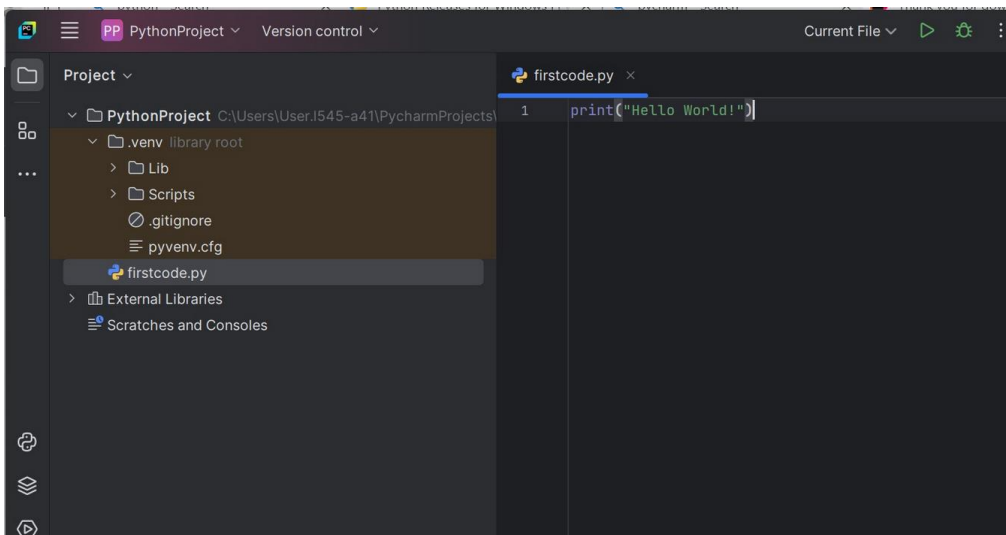 PP PythonProject Version control Current File
Project
firstcode.py
PythonProject C:\Users\User.I545-a41\PycharmProjects\
1 print("Hello World!")
.venv library root
Lib
Scripts
.gitignore
pyvenv.cfg
firstcode.py
External Libraries
Scratches and Consoles